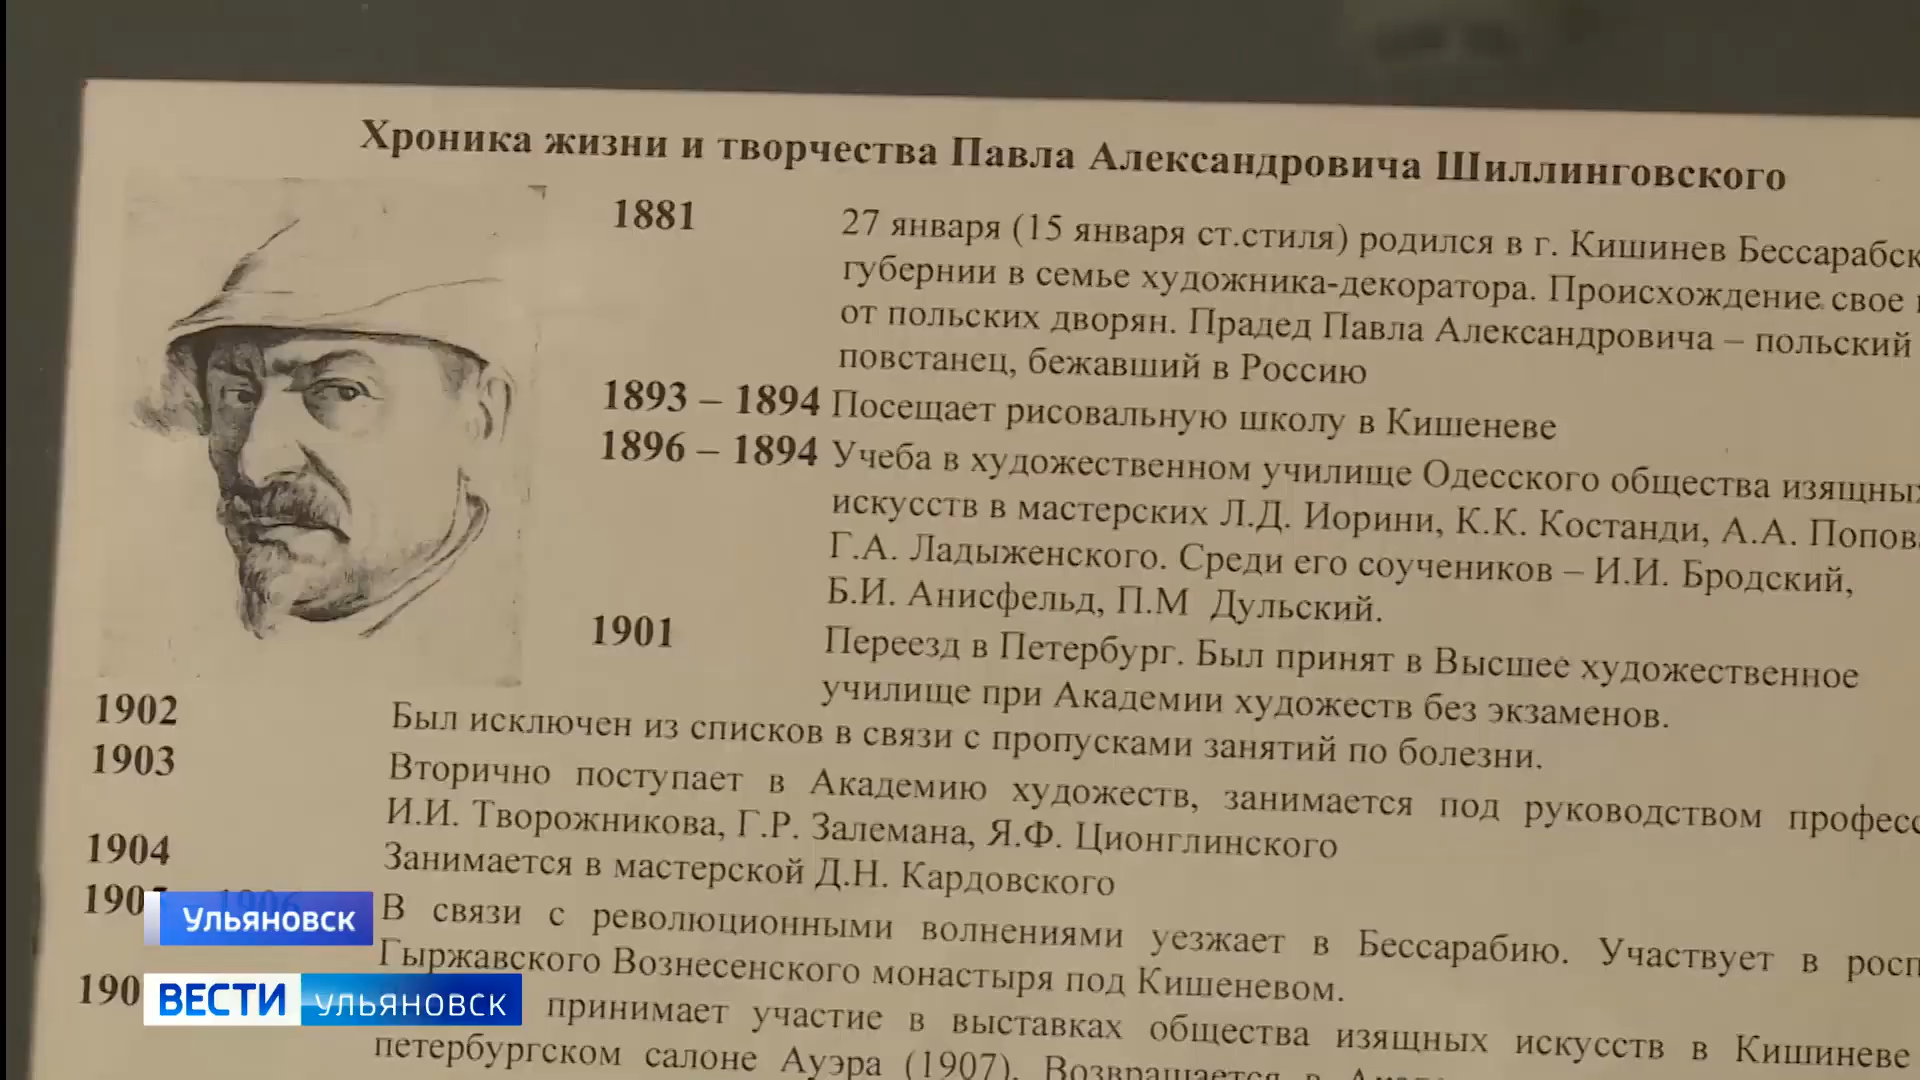 Хроника жизни и творчества Павла Александровича Шиллинговского
1881
27 января (15 января ст.стиля) родился в г. Кишинев Бессарабск
губернии в семье художника-декоратора. Происхождение свое
от польских дворян. Прадед Павла Александровича – польский
повстанец, бежавший в Россию
1893 – 1894 Посещает рисовальную школу в Кишеневе
1896 – 1894 Учеба в художественном училище Одесского общества изящных
искусств в мастерских Л.Д. Иорини, К.К. Костанди, А.А. Попова
Г.А. Ладыженского. Среди его соучеников – И.И. Бродский,
Б.И. Анисфельд, П.М Дульский.
1901 Переезд в Петербург. Был принят в Высшее художественное
училище при Академии художеств без экзаменов.
1902 Был исключен из списков в связи с пропусками занятий по болезни.
1903 Вторично поступает в Академию художеств, занимается под руководством профес
И.И. Творожникова, Г.Р. Залемана, Я.Ф. Ционглинского
1904 Занимается в мастерской Д.Н. Кардовского
1905 – 1906 В связи с революционными волнениями уезжает в Бессарабию. Участвует в росп
Гыржавского Вознесенского монастыря под Кишеневом.
190 принимает участие в выставках общества изящных искусств в Кишиневе
петербургском салоне Ауэра (1907). Возвращается в
Ульяновск
ВЕСТИ УЛЬЯНОВСК